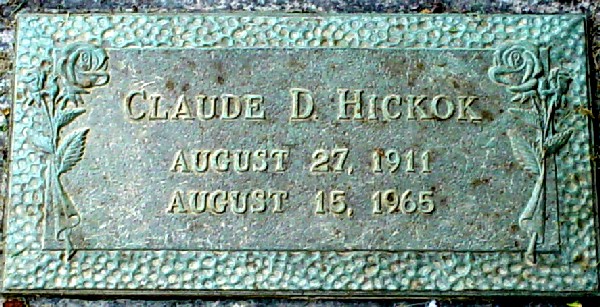 CLAUDE D. HICKOK
AUGUST 27, 1911
AUGUST 15, 1965